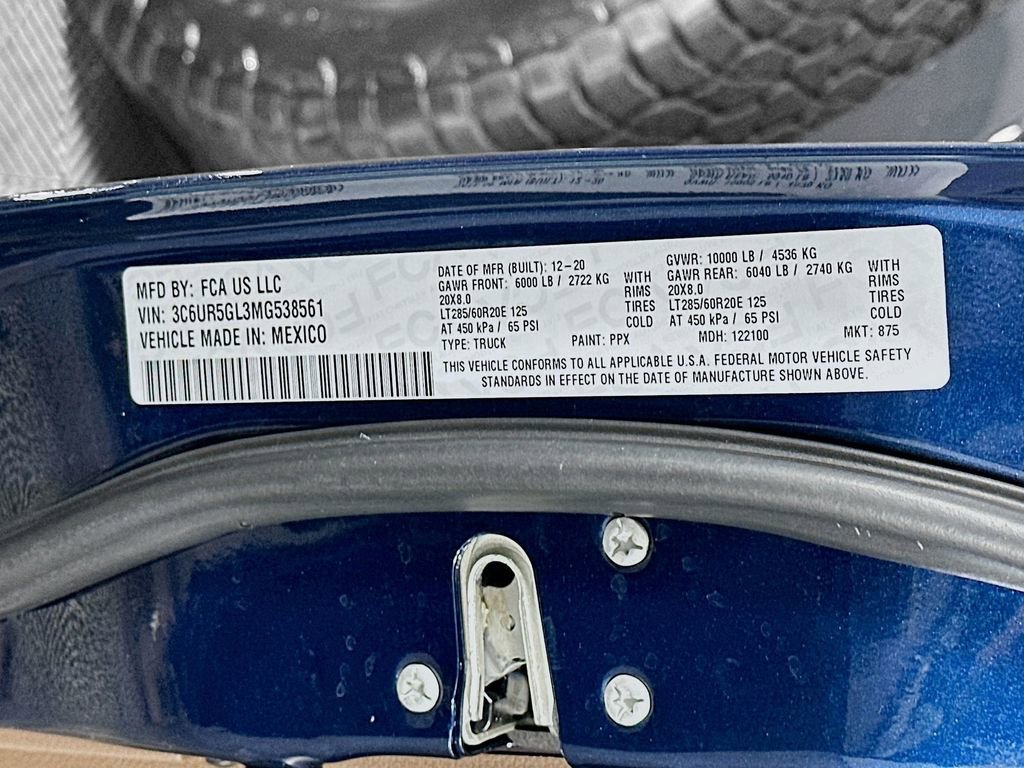 MFD BY: FCA US LLC
VIN: 3C6UR5GL3MG538561
VEHICLE MADE IN: MEXICO
DATE OF MFR (BUILT): 12-20
GAWR FRONT: 6000 LB / 2722 KG WITH
20X8.0 RIMS
LT285/60R20E 125 TIRES
AT 450 kPa / 65 PSI COLD
TYPE: TRUCK PAINT: PPX
GVWR: 10000 LB / 4536 KG
GAWR REAR: 6040 LB / 2740 KG WITH
20X8.0 RIMS
LT285/60R20E 125 TIRES
AT 450 kPa / 65 PSI COLD
MDH: 122100 MKT: 875
THIS VEHICLE CONFORMS TO ALL APPLICABLE U.S.A. FEDERAL MOTOR VEHICLE SAFETY
STANDARDS IN EFFECT ON THE DATE OF MANUFACTURE SHOWN ABOVE.